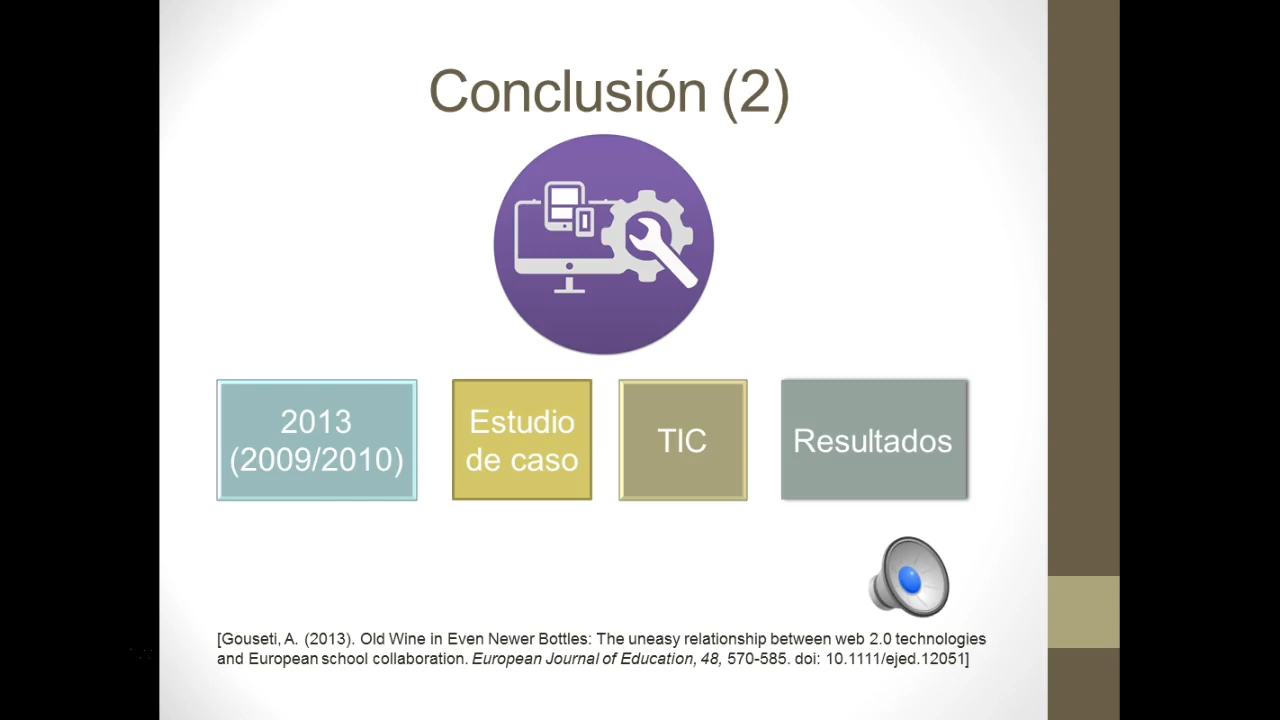 Conclusión (2)
2013
(2009/2010)
Estudio
de caso
TIC
Resultados
[Gouseti, A. (2013). Old Wine in Even Newer Bottles: The uneasy relationship between web 2.0 technologies
and European school collaboration. European Journal of Education, 48, 570-585. doi: 10.1111/ejed.12051]